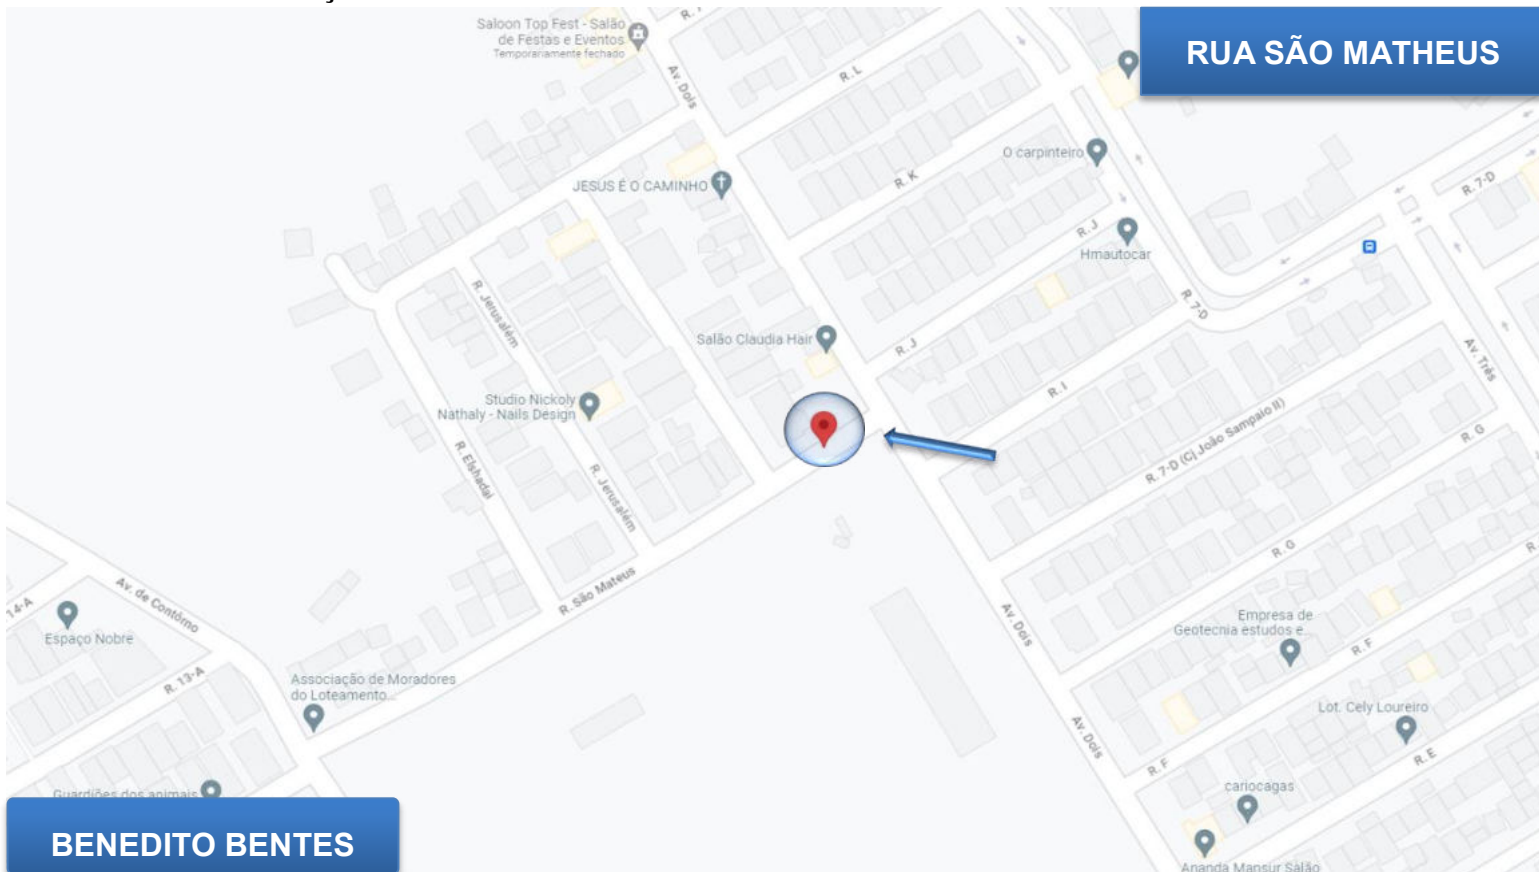 Saloon Top Fest - Salão
de Festas e Eventos
Temporariamente fechado
RUA SÃO MATHEUS
Av. Dois
R. L
O carpinteiro
R. K
JESUS É O CAMINHO
R. 7-D
R. J
Hmautocar
R. Jerusalém
R. 7-D
Salão Claudia Hair
R. J
Av. Três
R. I
Studio Nickoly
Nathaly - Nails Design
R. 7-D (Cj João Sampaio II)
R. G
R. Elshadai
R. Jerusalém
R. G
R. São Mateus
Av. de Contôrno
14-A
Av. Dois
Empresa de
Geotecnia estudos e...
Espaço Nobre
R. F
R. 13-A
Associação de Moradores
do Loteamento...
Lot. Cely Loureiro
Av. Dois
R. F
R. E
cariocagas
Guardiões dos animais
BENEDITO BENTES
Ananda Mansur Salão